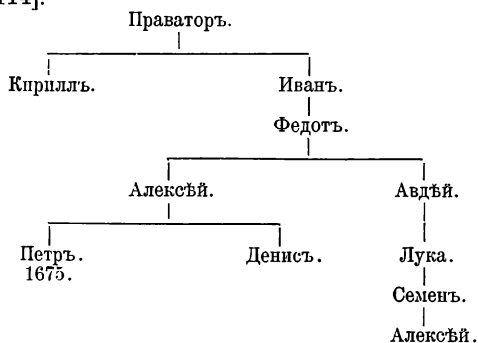 Праваторъ.
Кириллъ. Иванъ.
Федотъ.
Алексѣй. Авдѣй.
Петръ. Денисъ. Лука.
1675.
Семенъ.
Алексѣй.